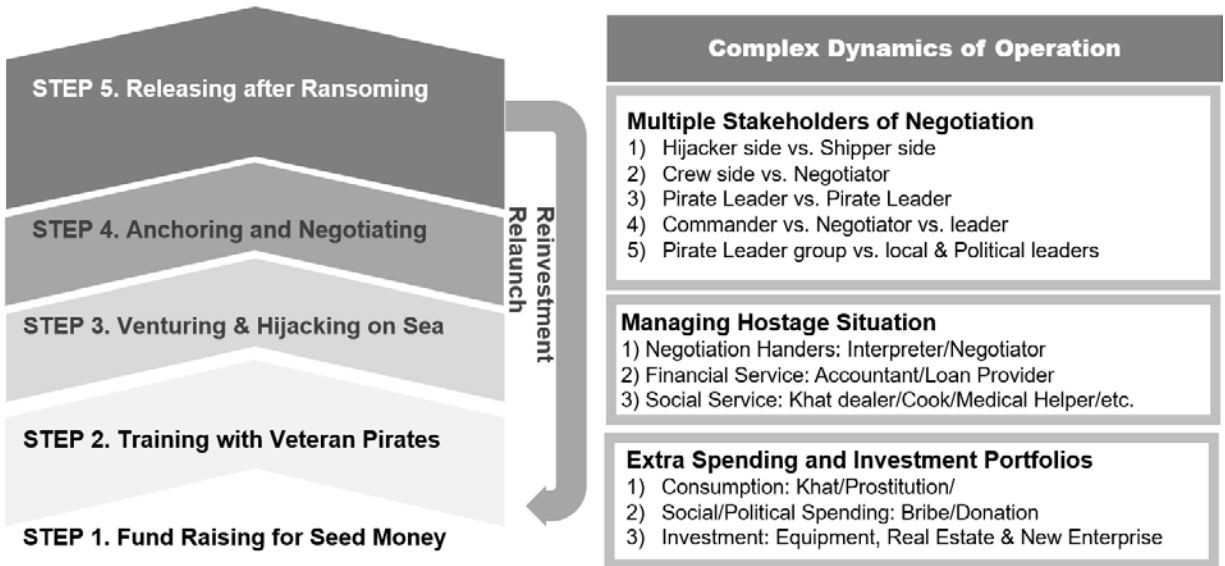 STEP 5. Releasing after Ransoming
STEP 4. Anchoring and Negotiating
STEP 3. Venturing & Hijacking on Sea
STEP 2. Training with Veteran Pirates
STEP 1. Fund Raising for Seed Money
Reinvestment
Relaunch
Complex Dynamics of Operation
Multiple Stakeholders of Negotiation
1) Hijacker side vs. Shipper side
2) Crew side vs. Negotiator
3) Pirate Leader vs. Pirate Leader
4) Commander vs. Negotiator vs. leader
5) Pirate Leader group vs. local & Political leaders
Managing Hostage Situation
1) Negotiation Handers: Interpreter/Negotiator
2) Financial Service: Accountant/Loan Provider
3) Social Service: Khat dealer/Cook/Medical Helper/etc.
Extra Spending and Investment Portfolios
1) Consumption: Khat/Prostitution/
2) Social/Political Spending: Bribe/Donation
3) Investment: Equipment, Real Estate & New Enterprise